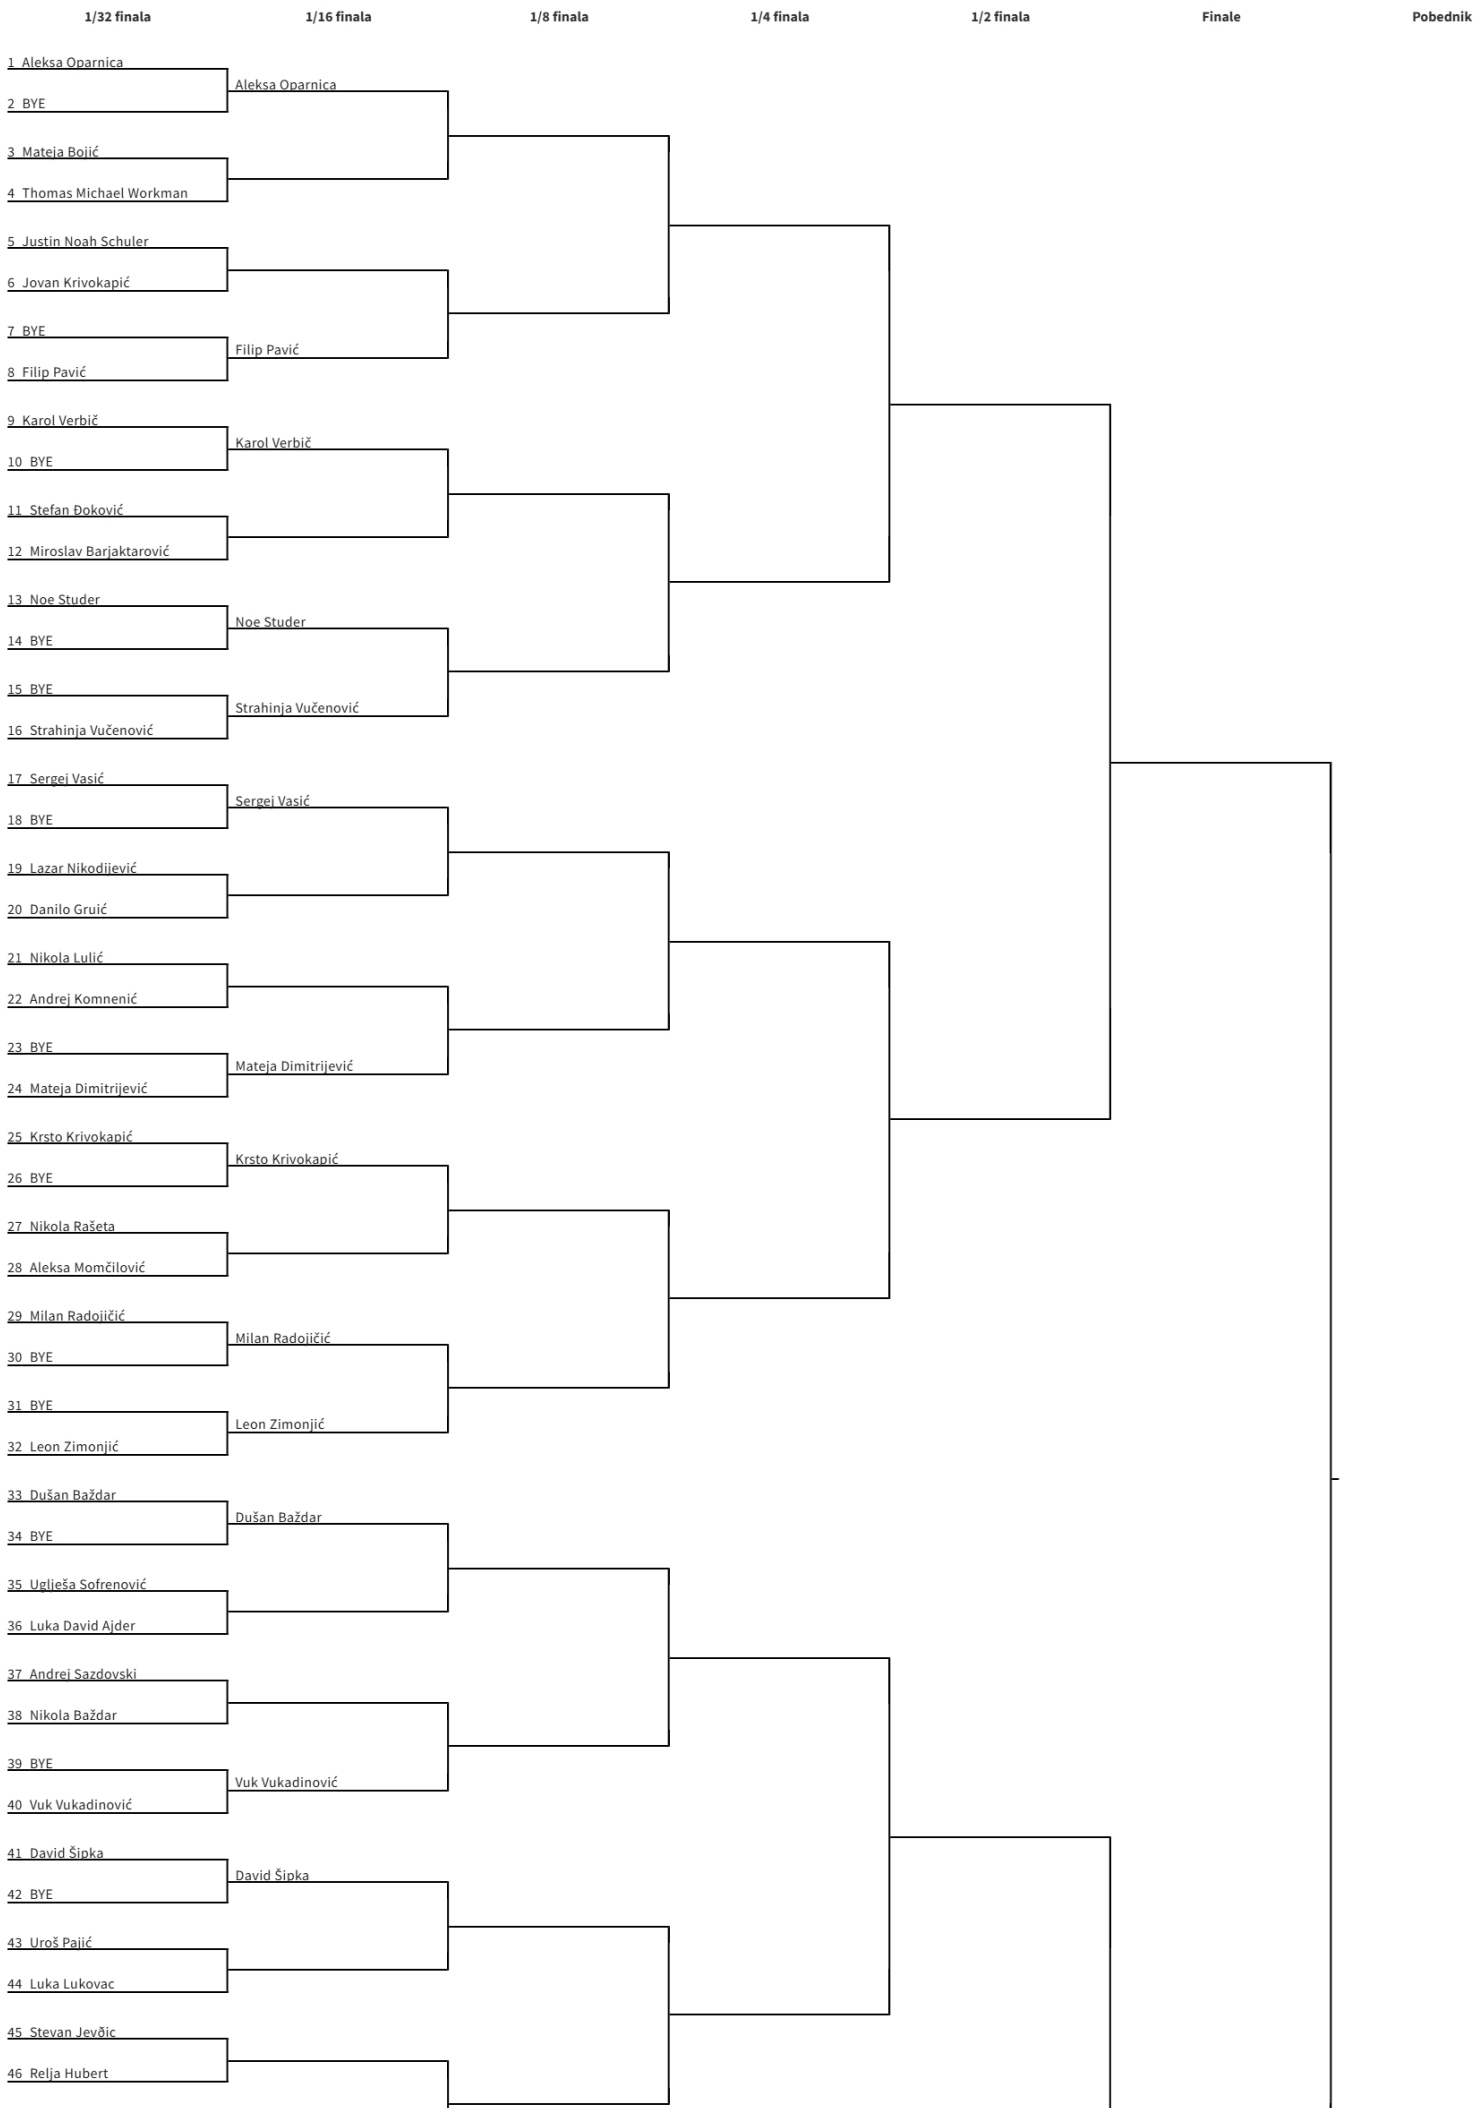 1/32 finala 1/16 finala 1/8 finala 1/4 finala 1/2 finala Finale Pobednik
1 Aleksa Oparnica
Aleksa Oparnica
2 BYE
3 Mateja Bojić
4 Thomas Michael Workman
5 Justin Noah Schuler
6 Jovan Krivokapić
7 BYE
Filip Pavić
8 Filip Pavić
9 Karol Verbič
Karol Verbič
10 BYE
11 Stefan Đoković
12 Miroslav Barjaktarović
13 Noe Studer
Noe Studer
14 BYE
15 BYE
Strahinja Vučenović
16 Strahinja Vučenović
17 Sergej Vasić
Sergej Vasić
18 BYE
19 Lazar Nikodijević
20 Danilo Gruić
21 Nikola Lulić
22 Andrej Komnenić
23 BYE
Mateja Dimitrijević
24 Mateja Dimitrijević
25 Krsto Krivokapić
Krsto Krivokapić
26 BYE
27 Nikola Rašeta
28 Aleksa Momčilović
29 Milan Radojičić
Milan Radojičić
30 BYE
31 BYE
Leon Zimonjić
32 Leon Zimonjić
33 Dušan Baždar
Dušan Baždar
34 BYE
35 Uglješa Sofrenović
36 Luka David Ajder
37 Andrej Sazdovski
38 Nikola Baždar
39 BYE
Vuk Vukadinović
40 Vuk Vukadinović
41 David Šipka
David Šipka
42 BYE
43 Uroš Pajić
44 Luka Lukovac
45 Stevan Jevðic
46 Relja Hubert